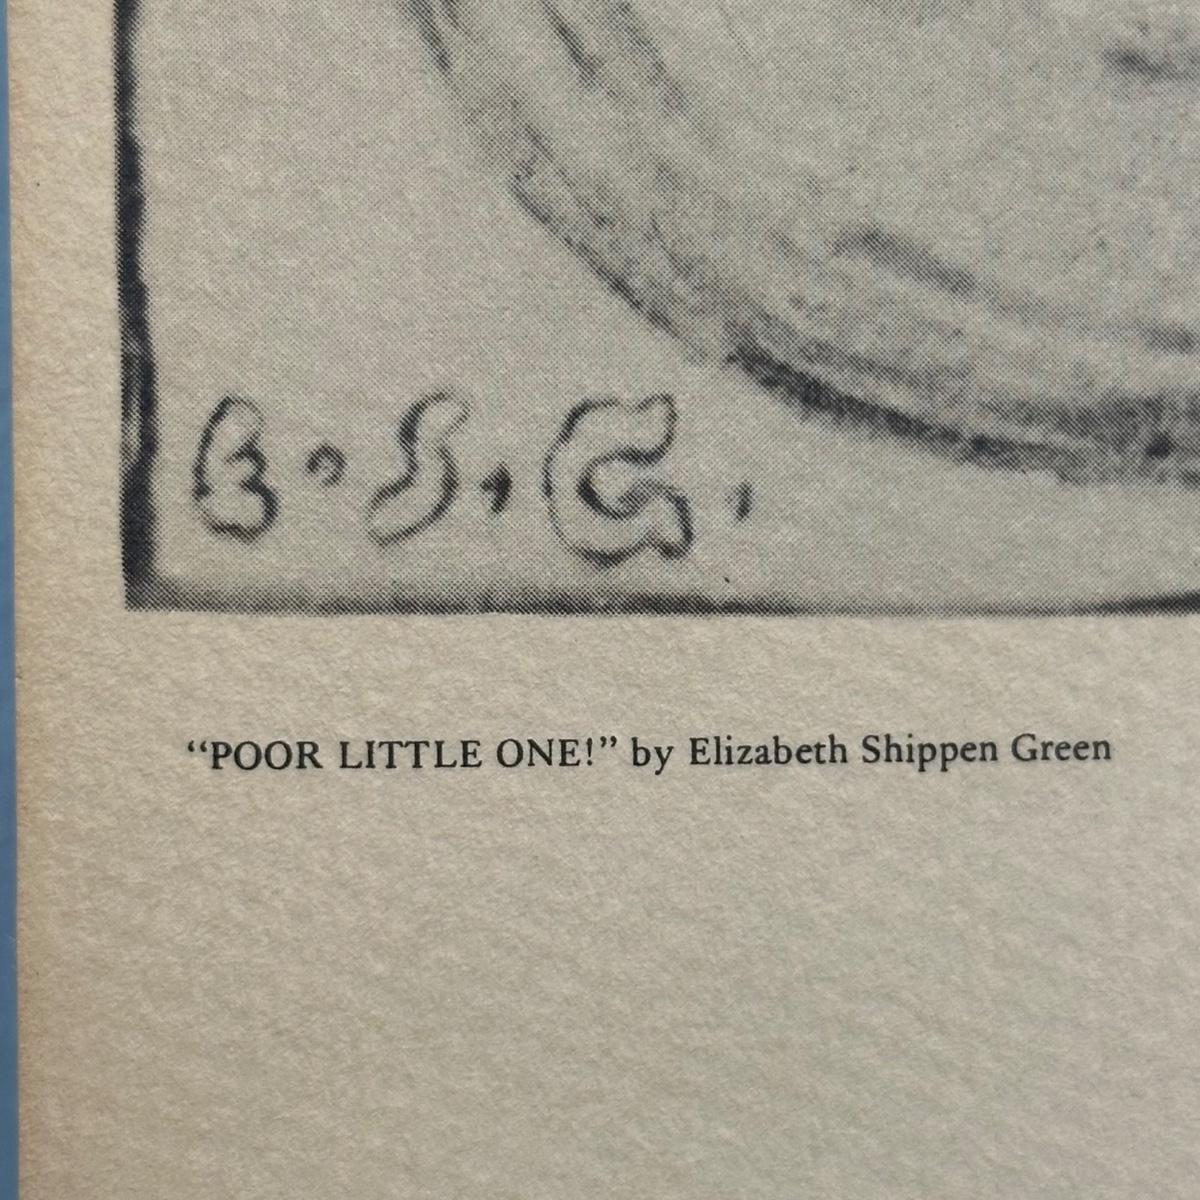 E. S. G.
“POOR LITTLE ONE!” by Elizabeth Shippen Green